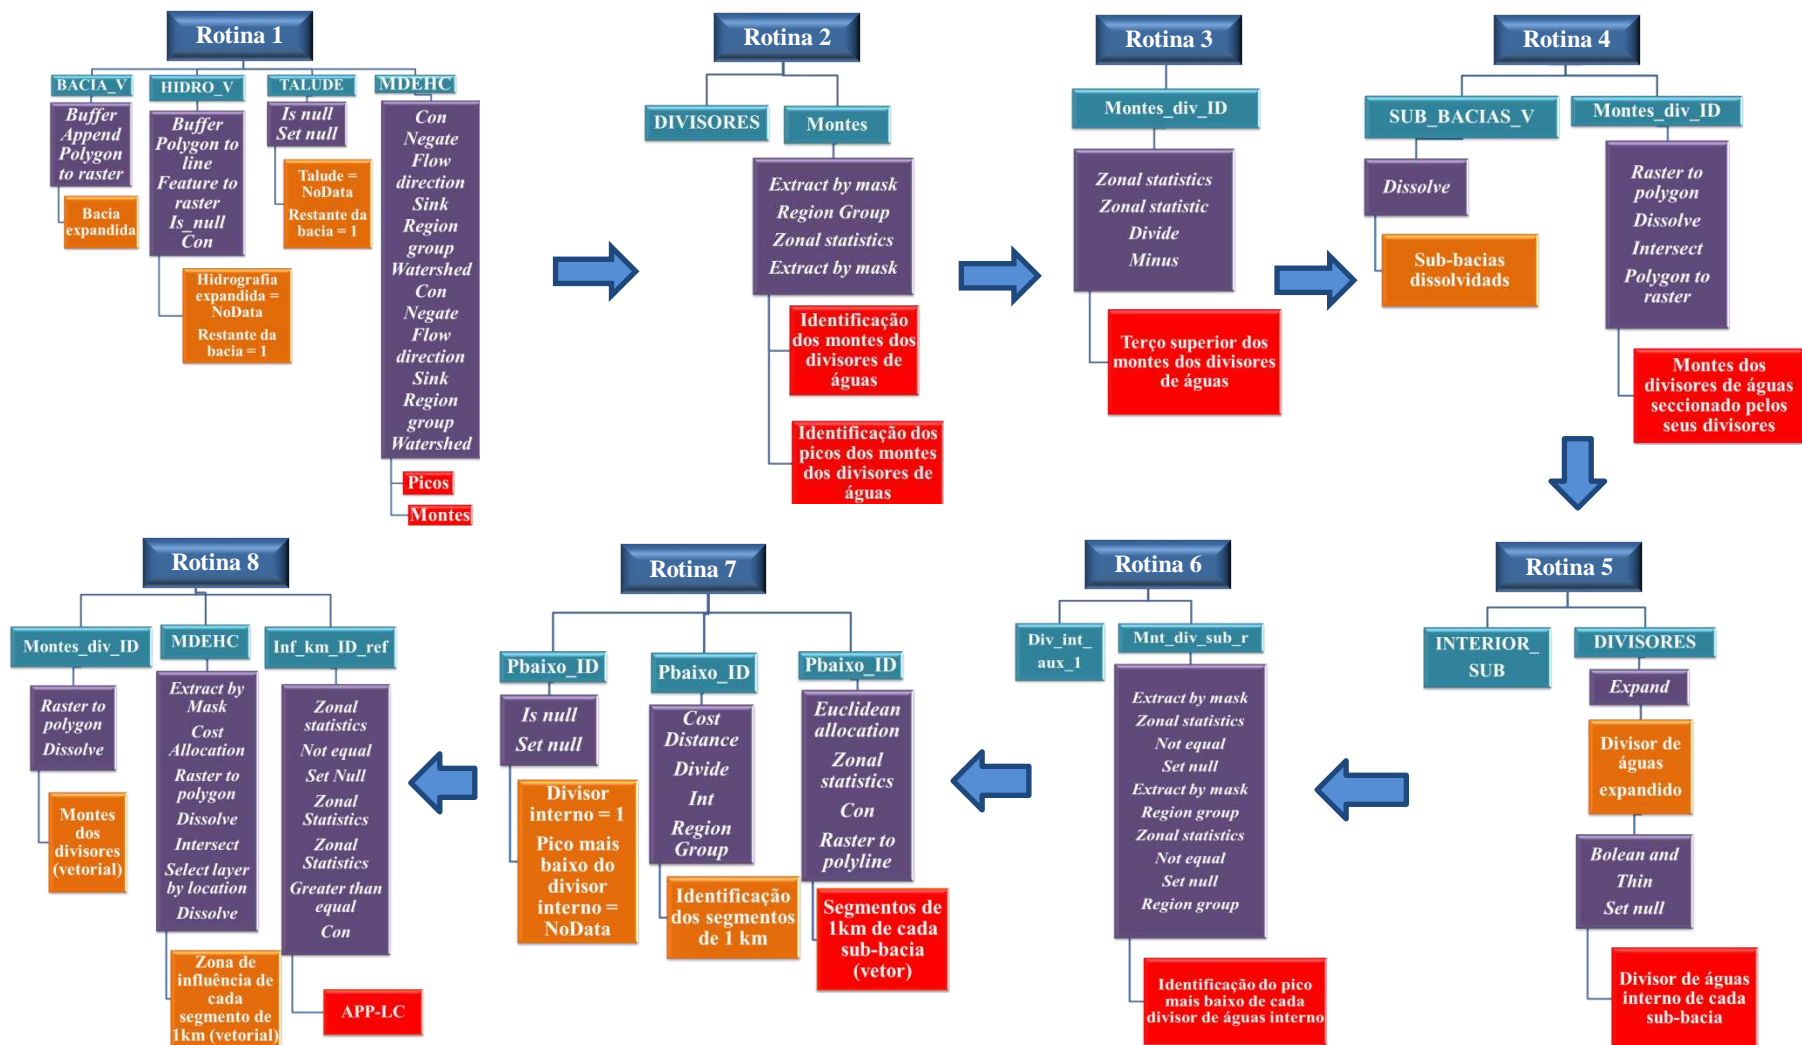 Rotina 1
BACIA_V
Buffer
Append
Polygon
to raster
Bacia
expandida
HIDRO_V
Buffer
Polygon to
line
Feature to
raster
Is_null
Con
Hidrografia
expandida =
NoData
Restante da
bacia = 1
TALUDE
Is null
Set null
Talude =
NoData
Restante da
bacia = 1
MDEHC
Con
Negate
Flow
direction
Sink
Region
group
Watershed
Con
Negate
Flow
direction
Sink
Region
group
Watershed
Picos
Montes
Rotina 2
DIVISORES
Montes
Extract by mask
Region Group
Zonal statistics
Extract by mask
Identificação
dos montes dos
divisores de
águas
Identificação dos
picos dos montes
dos divisores de
águas
Rotina 3
Montes_div_ID
Zonal statistics
Zonal statistic
Divide
Minus
Terço superior dos
montes dos divisores
de águas
Rotina 4
SUB_BACIAS_V
Dissolve
Sub-bacias
dissolvidads
Montes_div_ID
Raster to
polygon
Dissolve
Intersect
Polygon to
raster
Montes dos
divisores de águas
seccionado pelos
seus divisores
Rotina 5
INTERIOR_
SUB
DIVISORES
Expand
Divisor de
águas
expandido
Bolean and
Thin
Set null
Divisor de águas
interno de cada
sub-bacia
Rotina 6
Div_int_
aux_1
Mnt_div_sub_r
Extract by mask
Zonal statistics
Not equal
Set null
Extract by mask
Region group
Zonal statistics
Not equal
Set null
Region group
Identificação do pico
mais baixo de cada
divisor de águas interno
Rotina 7
Pbaixo_ID
Is null
Set null
Divisor
interno = 1
Pico mais
baixo do
divisor
interno =
NoData
Pbaixo_ID
Cost
Distance
Divide
Int
Region
Group
Identificação
dos segmentos
de 1 km
Pbaixo_ID
Euclidean
allocation
Zonal
statistics
Con
Raster to
polyline
Segmentos de
1km de cada
sub-bacia
(vetor)
Rotina 8
Montes_div_ID
Raster to
polygon
Dissolve
Montes
dos
divisores
(vetorial)
MDEHC
Extract by
Mask
Cost
Allocation
Raster to
polygon
Dissolve
Intersect
Select layer
by location
Dissolve
Zona de
influência de
cada
segmento de
1km (vetorial)
Inf_km_ID_ref
Zonal
statistics
Not equal
Set Null
Zonal
Statistics
Zonal
Statistics
Greater than
equal
Con
APP-LC